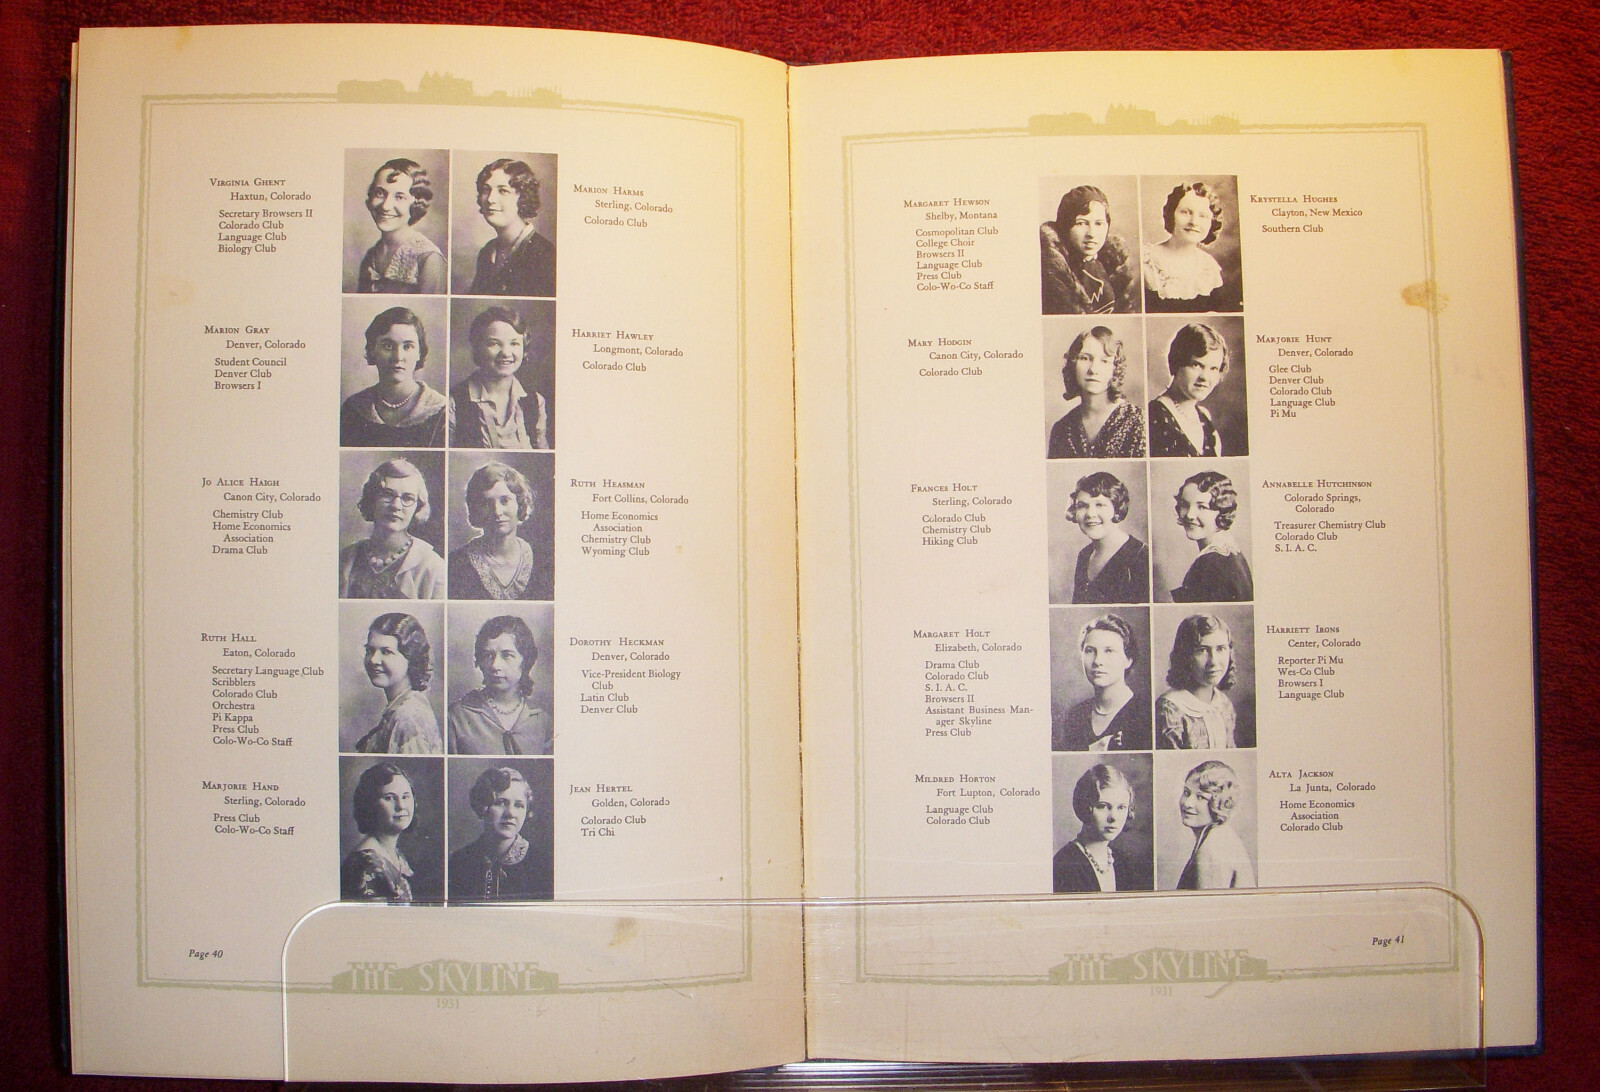 Virginia Ghent
Haxtun, Colorado
Secretary Browsers II
Colorado Club
Language Club
Biology Club
Marion Harms
Sterling, Colorado
Colorado Club
Marion Gray
Denver, Colorado
Student Council
Denver Club
Browsers I
Harriet Hawley
Longmont, Colorado
Colorado Club
Jo Alice Haigh
Canon City, Colorado
Chemistry Club
Home Economics
Association
Drama Club
Ruth Heasman
Fort Collins, Colorado
Home Economics
Association
Chemistry Club
Wyoming Club
Ruth Hall
Eaton, Colorado
Secretary Language Club
Scribblers
Colorado Club
Orchestra
Pi Kappa
Press Club
Colo-Wo-Co Staff
Dorothy Heckman
Denver, Colorado
Vice-President Biology
Club
Latin Club
Denver Club
Marjorie Hand
Sterling, Colorado
Press Club
Colo-Wo-Co Staff
Jean Hertel
Golden, Colorado
Colorado Club
Tri Chi
Page 40
THE SKYLINE
1931
Margaret Hewson
Shelby, Montana
Cosmopolitan Club
College Choir
Browsers II
Language Club
Press Club
Colo-Wo-Co Staff
Krystella Hughes
Clayton, New Mexico
Southern Club
Mary Hodgin
Canon City, Colorado
Colorado Club
Marjorie Hunt
Denver, Colorado
Glee Club
Denver Club
Colorado Club
Language Club
Pi Mu
Frances Holt
Sterling, Colorado
Colorado Club
Chemistry Club
Hiking Club
Annabelle Hutchinson
Colorado Springs,
Colorado
Treasurer Chemistry Club
Colorado Club
S. I. A. C.
Margaret Holt
Elizabeth, Colorado
Drama Club
Colorado Club
S. I. A. C.
Browsers II
Assistant Business Man-
ager Skyline
Press Club
Harriett Irons
Center, Colorado
Reporter Pi Mu
Wes-Co Club
Browsers I
Language Club
Mildred Horton
Fort Lupton, Colorado
Language Club
Colorado Club
Alta Jackson
La Junta, Colorado
Home Economics
Association
Colorado Club
Page 41
THE SKYLINE
1931